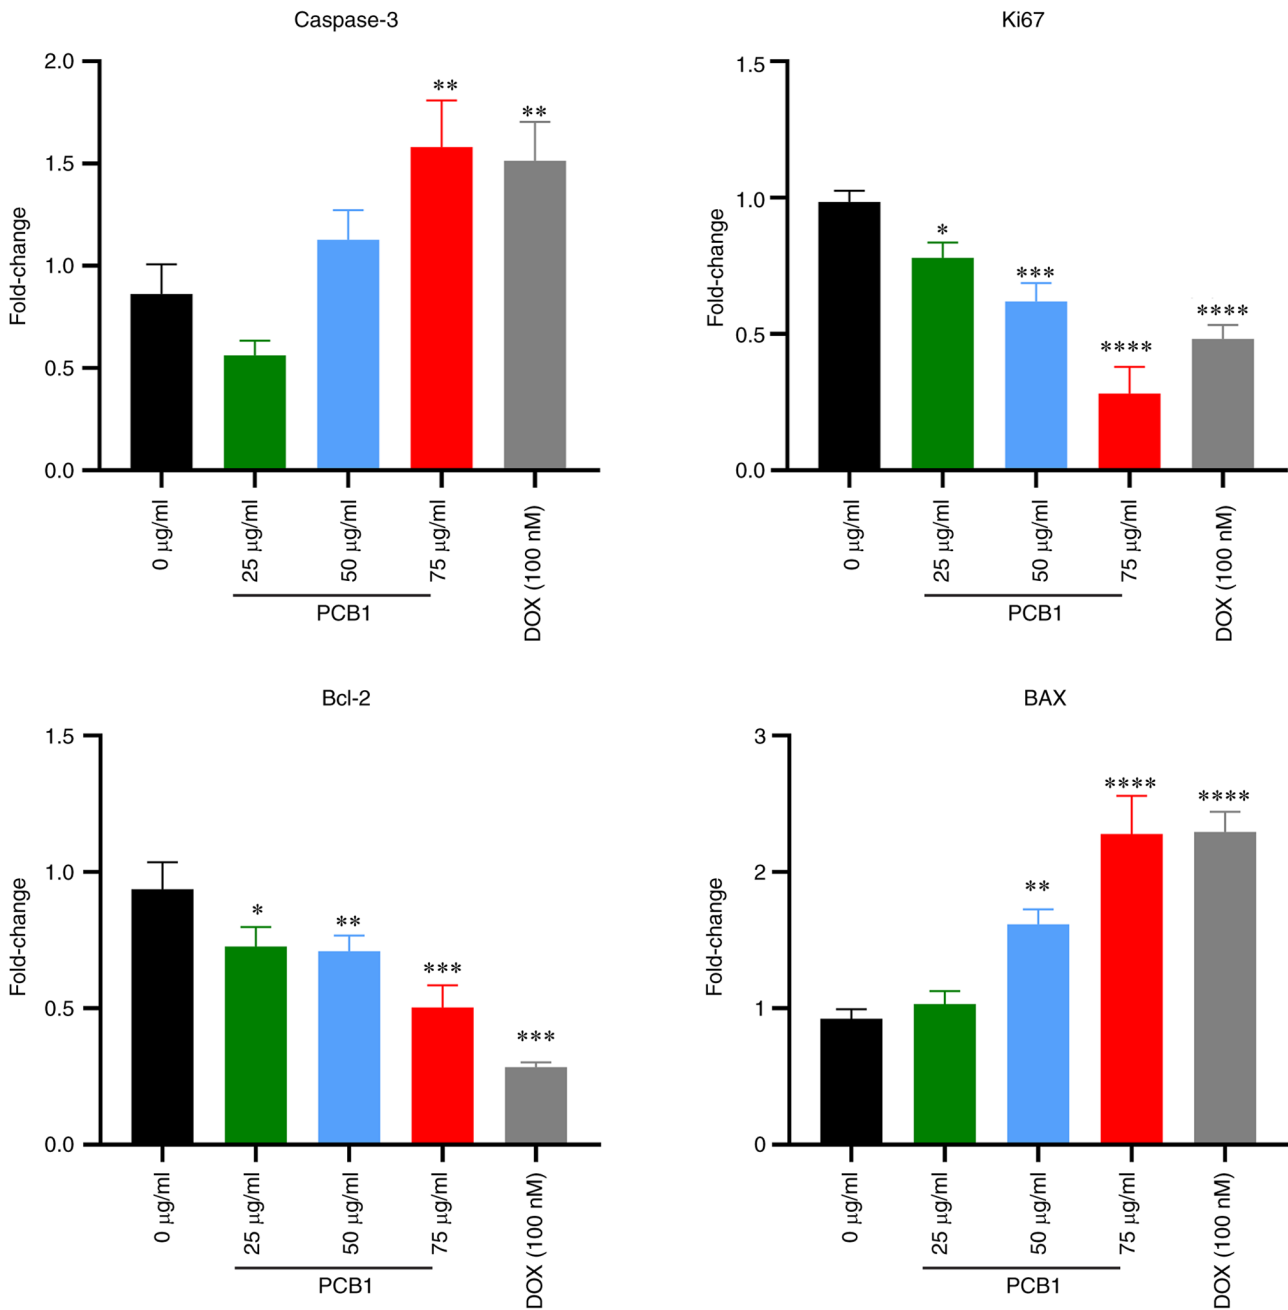 Caspase-3
2.0
1.5
1.0
0.5
0.0
Fold-change
**
**
0 µg/ml
25 µg/ml
50 µg/ml
75 µg/ml
DOX (100 nM)
PCB1
Ki67
1.5
1.0
0.5
0.0
Fold-change
*
***
****
****
0 µg/ml
25 µg/ml
50 µg/ml
75 µg/ml
DOX (100 nM)
PCB1
Bcl-2
1.5
1.0
0.5
0.0
Fold-change
*
**
***
***
0 µg/ml
25 µg/ml
50 µg/ml
75 µg/ml
DOX (100 nM)
PCB1
BAX
3
2
1
0
Fold-change
**
****
****
0 µg/ml
25 µg/ml
50 µg/ml
75 µg/ml
DOX (100 nM)
PCB1